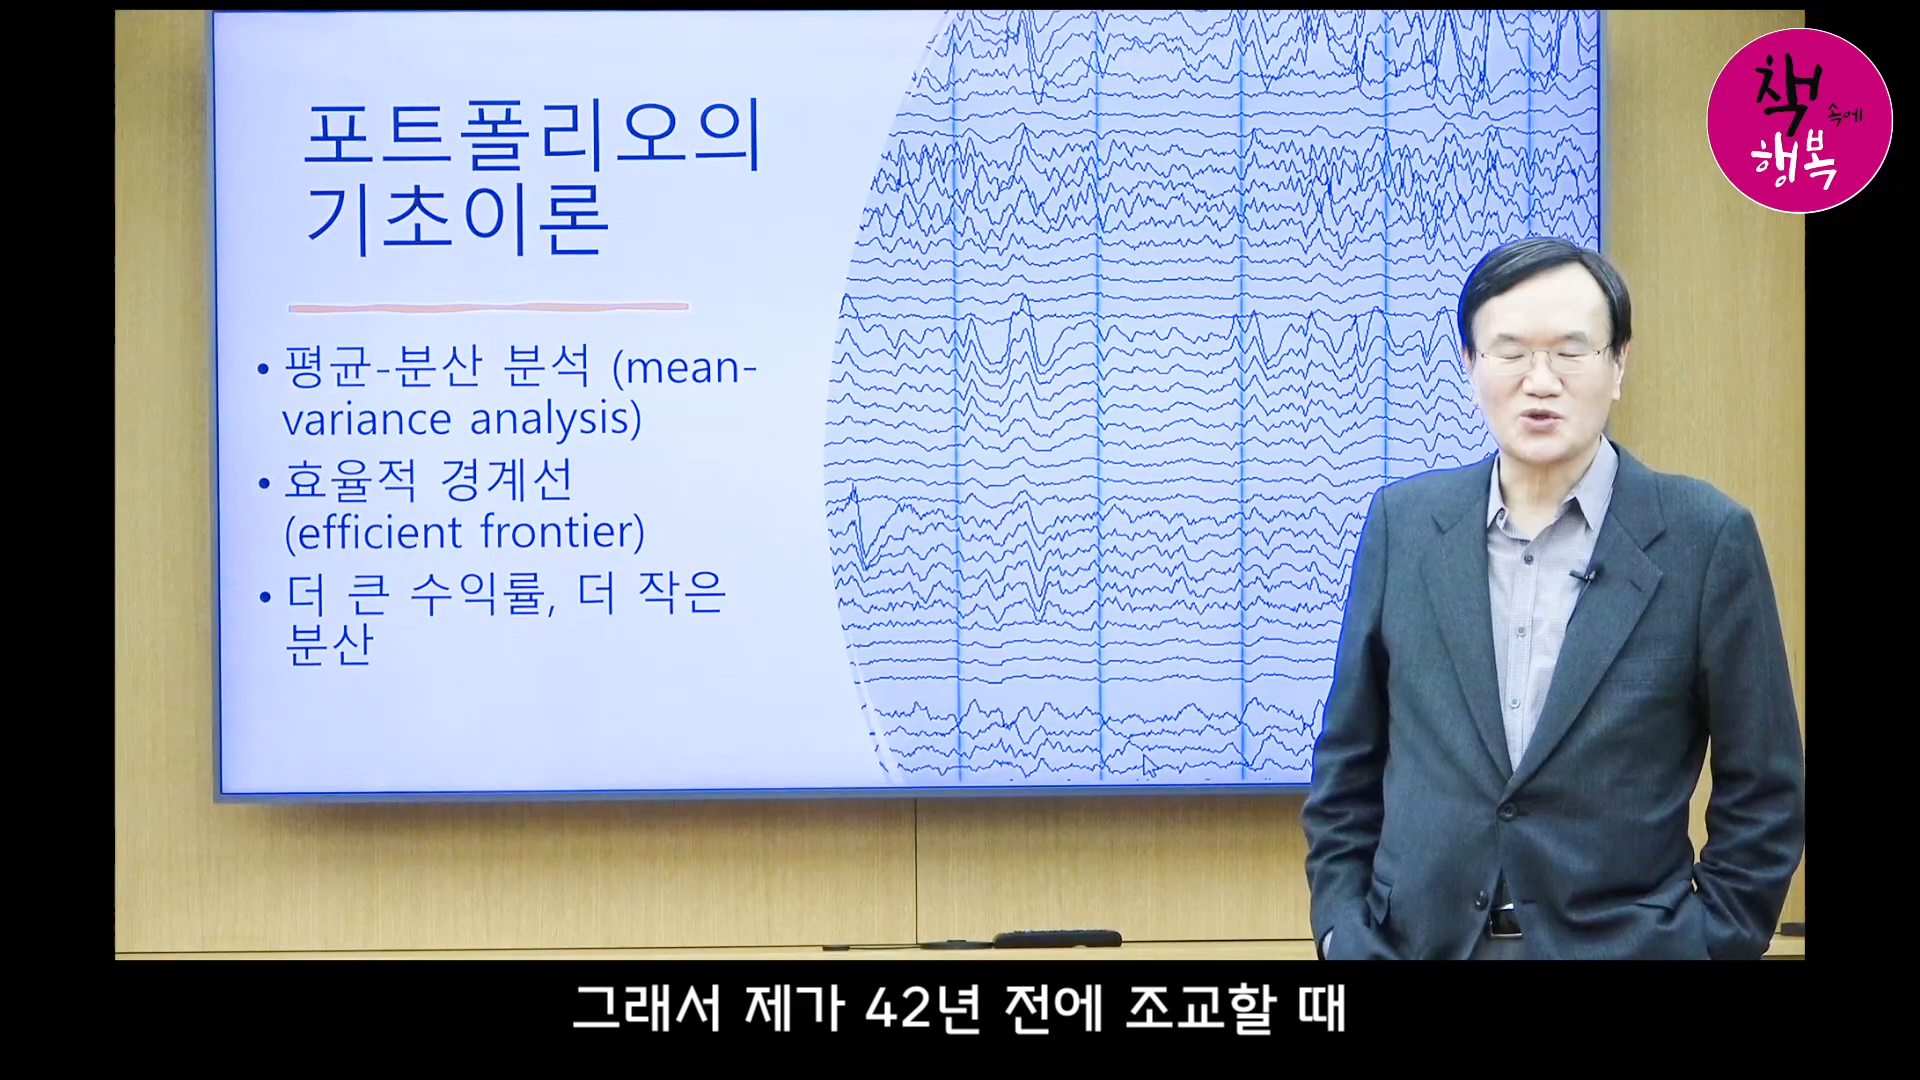 포트폴리오의
기초이론
• 평균-분산 분석 (mean-
variance analysis)
• 효율적 경계선
(efficient frontier)
• 더 큰 수익률, 더 작은
분산
책
속에
행복
그래서 제가 42년 전에 조교할 때